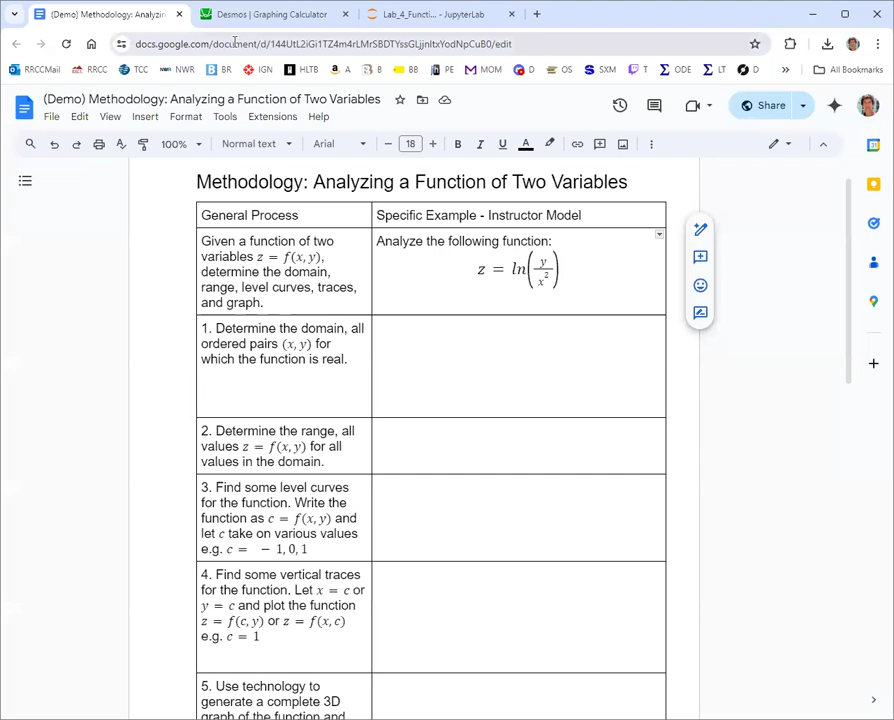 (Demo) Methodology: Analyzin
Desmos | Graphing Calculator
Lab_4_Functi... - JupyterLab
docs.google.com/document/d/144UtL2iGi1TZ4m4rLMrSBDTYssGLjjnltxYodNpCuB0/edit
RRCCMail RRCC TCC NWR BR IGN HLTB A B BB PE MOM D OS SXM T ODE LT D » All Bookmarks
(Demo) Methodology: Analyzing a Function of Two Variables
Share
File Edit View Insert Format Tools Extensions Help
100% Normal text Arial − 18 + B I U A
Methodology: Analyzing a Function of Two Variables
General Process
Specific Example - Instructor Model
Given a function of two
variables z = f(x, y),
determine the domain,
range, level curves, traces,
and graph.
Analyze the following function:
z = ln(y/x²)
1. Determine the domain, all
ordered pairs (x, y) for
which the function is real.
2. Determine the range, all
values z = f(x, y) for all
values in the domain.
3. Find some level curves
for the function. Write the
function as c = f(x, y) and
let c take on various values
e.g. c = − 1, 0, 1
4. Find some vertical traces
for the function. Let x = c or
y = c and plot the function
z = f(c, y) or z = f(x, c)
e.g. c = 1
5. Use technology to
generate a complete 3D
graph of the function and